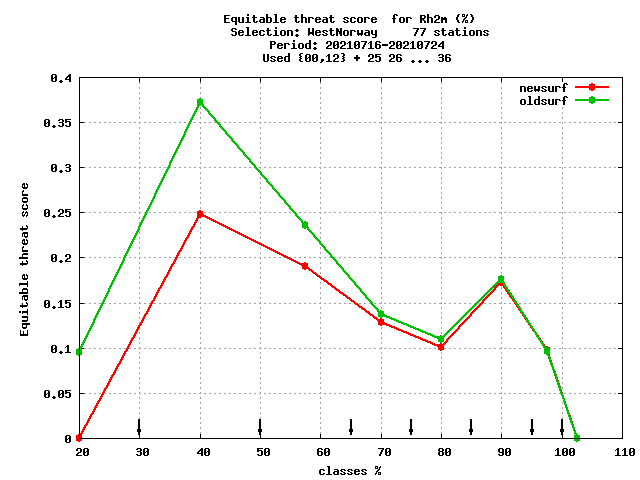 Equitable threat score  for Rh2m (%)
Selection: WestNorway     77 stations
Period: 20210716-20210724
Used {00,12} + 25 26 ... 36
newsurf
oldsurf
Equitable threat score
0.4
0.35
0.3
0.25
0.2
0.15
0.1
0.05
0
20 30 40 50 60 70 80 90 100 110
classes %